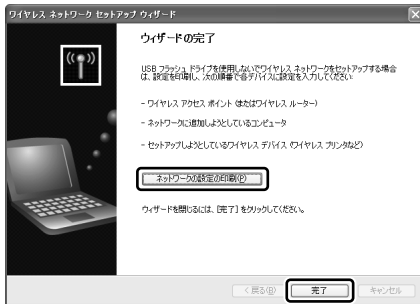 ワイヤレス ネットワーク セットアップ ウィザード
ウィザードの完了
USB フラッシュ ドライブを使用しないでワイヤレス ネットワークをセットアップする場合
は、設定を印刷し、次の順番で各デバイスに設定を入力してください:
- ワイヤレス アクセス ポイント (またはワイヤレス ルーター)
- ネットワークに追加しようとしているコンピュータ
- セットアップしようとしているワイヤレス デバイス (ワイヤレス プリンタなど)
ネットワークの設定の印刷(P)
ウィザードを閉じるには、[完了] をクリックしてください。
< 戻る(B)
完了
キャンセル